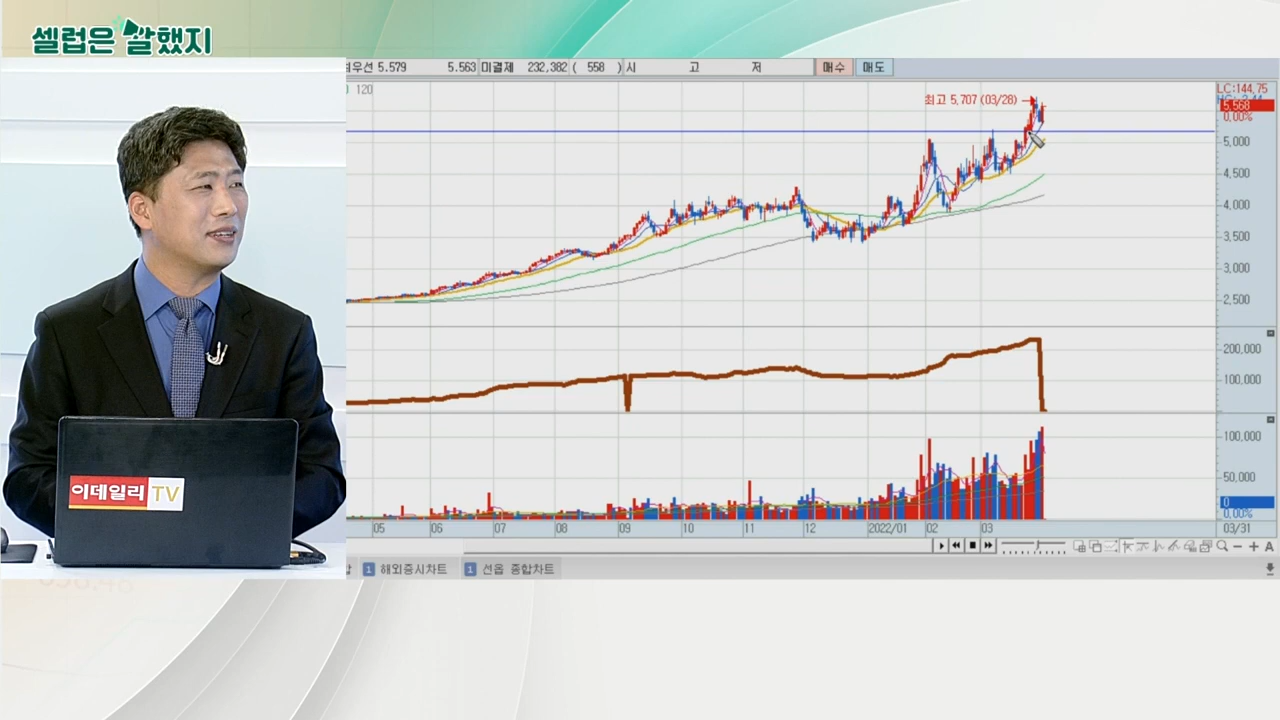 셀럽은 알했지
우선 5.579 5.563 미결제 232,382 ( 558 ) 시 고 저 매수 매도
120
최고 5,707 (03/28)
LC:144.75
5,568
0.00%
5,000
4,500
4,000
3,500
3,000
2,500
200,000
100,000
100,000
50,000
0
0.00%
05 06 07 08 09 10 11 12 2022/01 02 03 03/31
A
1 해외증시차트 1 선옵 종합차트
이데일리 TV